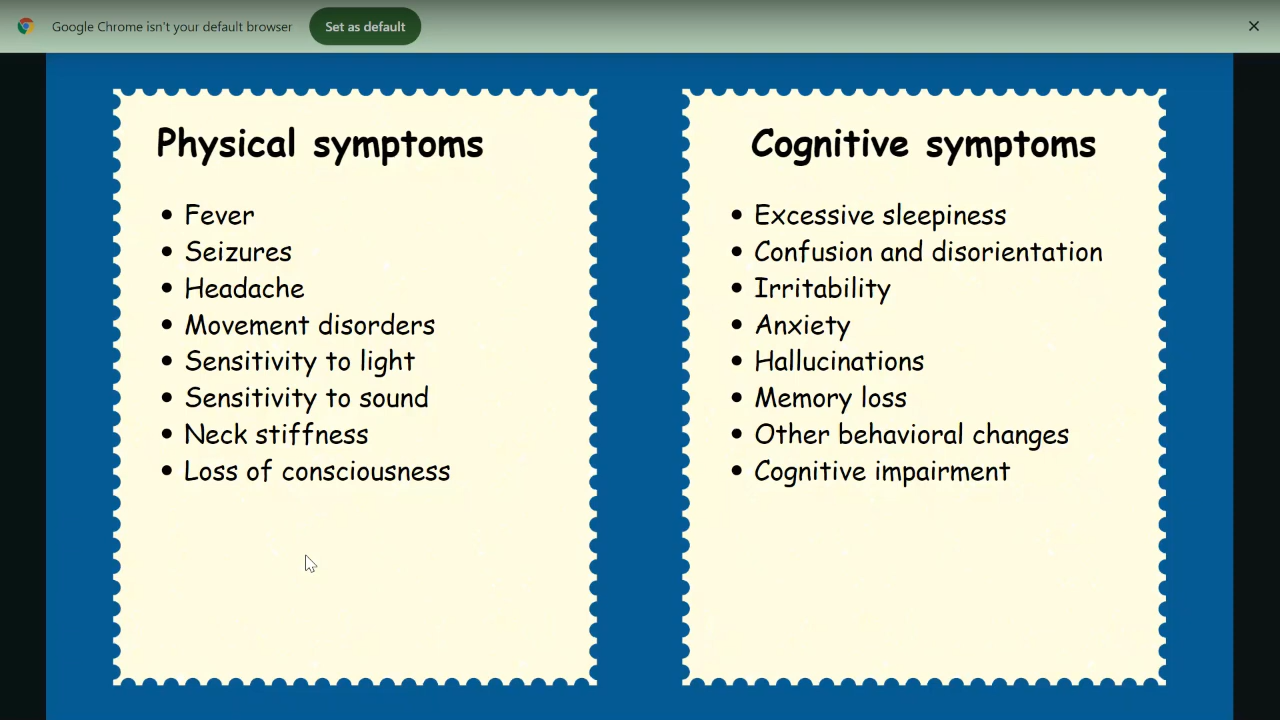 Google Chrome isn't your default browser
Set as default
Physical symptoms
• Fever
• Seizures
• Headache
• Movement disorders
• Sensitivity to light
• Sensitivity to sound
• Neck stiffness
• Loss of consciousness
Cognitive symptoms
• Excessive sleepiness
• Confusion and disorientation
• Irritability
• Anxiety
• Hallucinations
• Memory loss
• Other behavioral changes
• Cognitive impairment